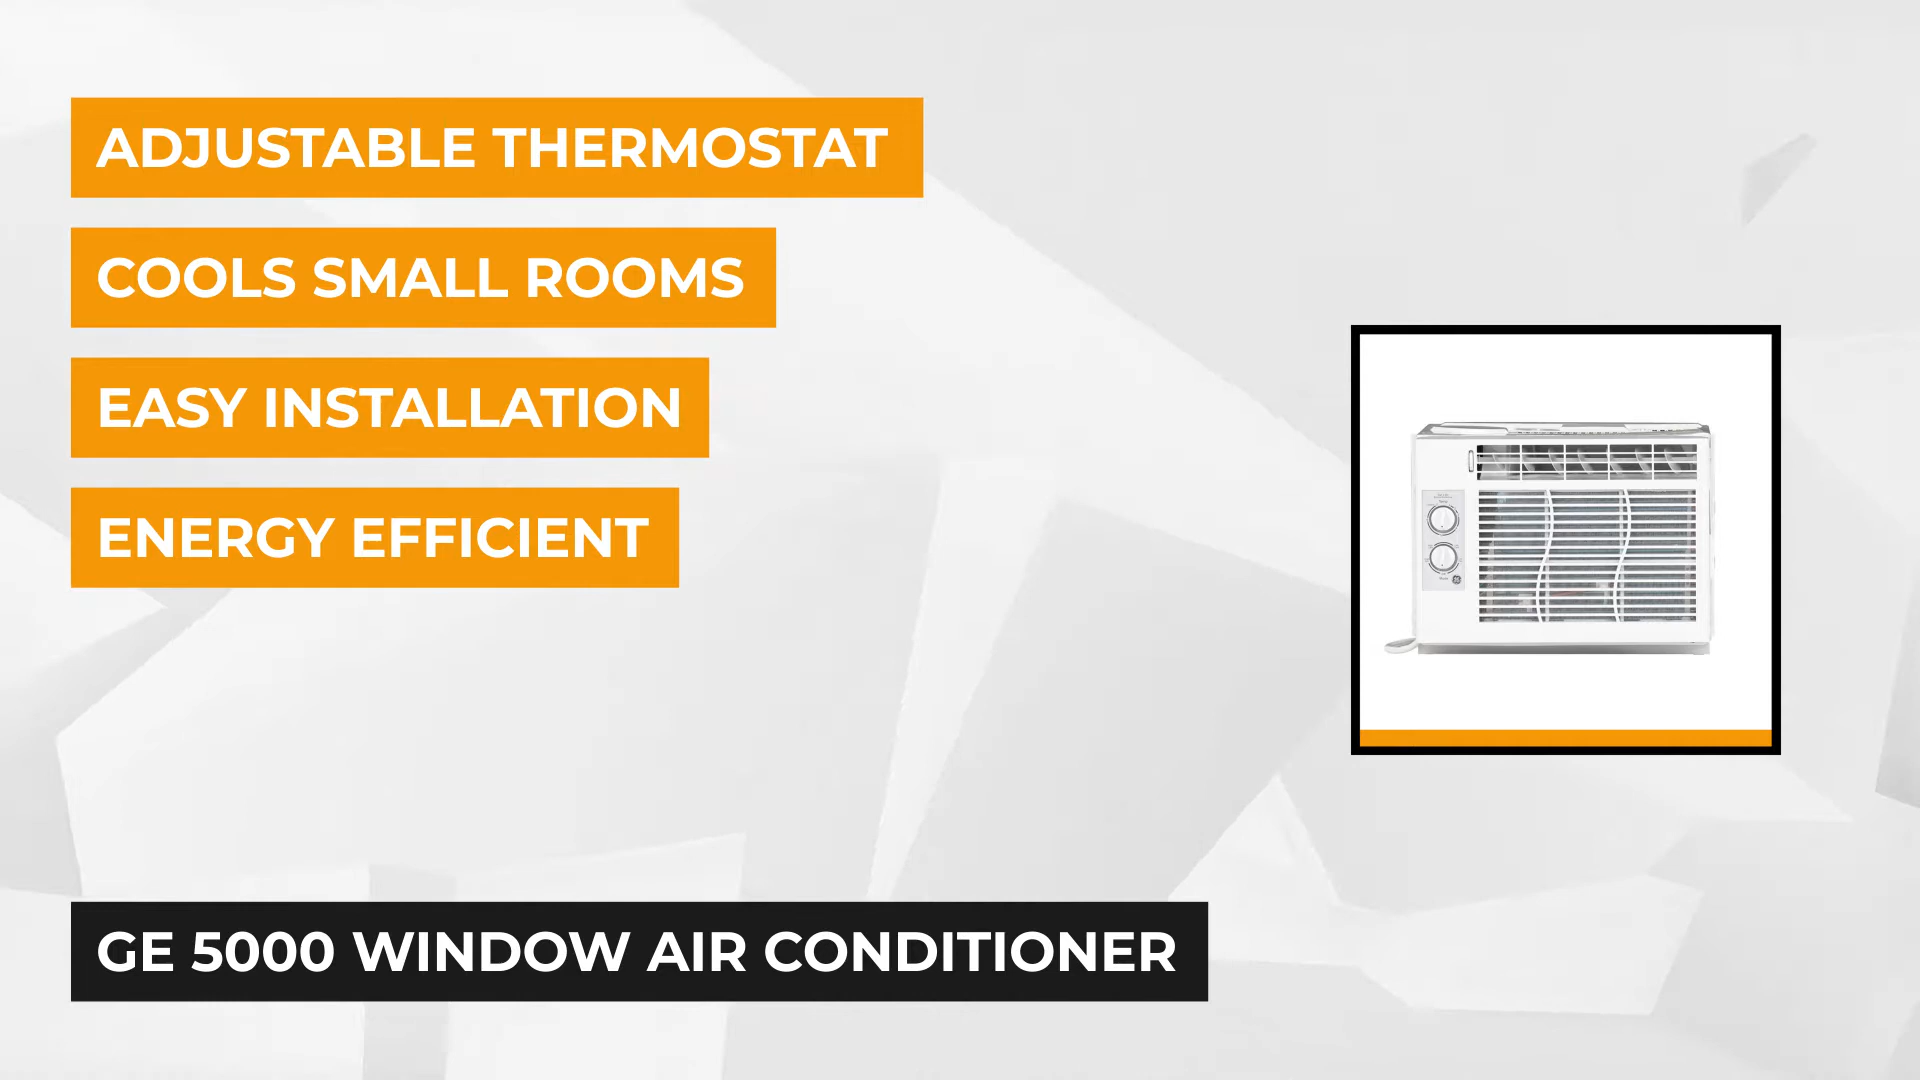 ADJUSTABLE THERMOSTAT
COOLS SMALL ROOMS
EASY INSTALLATION
ENERGY EFFICIENT
GE 5000 WINDOW AIR CONDITIONER